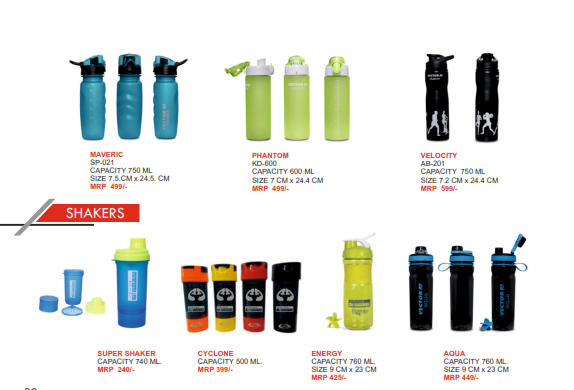 MAVERIC
SP-021
CAPACITY 750 ML
SIZE 7.5.CM x 24.5. CM
MRP 499/-
PHANTOM
KD-600
CAPACITY 600 ML
SIZE 7 CM x 24.4 CM
MRP 499/-
VELOCITY
AB-201
CAPACITY 750 ML
SIZE 7.2 CM x 24.4 CM
MRP 599/-
SHAKERS
VECTOR X
VECTOR X
SUPER SHAKER
CAPACITY 740 ML.
MRP 240/-
CYCLONE
CAPACITY 500 ML.
MRP 399/-
ENERGY
CAPACITY 760 ML.
SIZE 9 CM x 23 CM
MRP 425/-
AQUA
CAPACITY 760 ML.
SIZE 9 CM x 23 CM
MRP 449/-